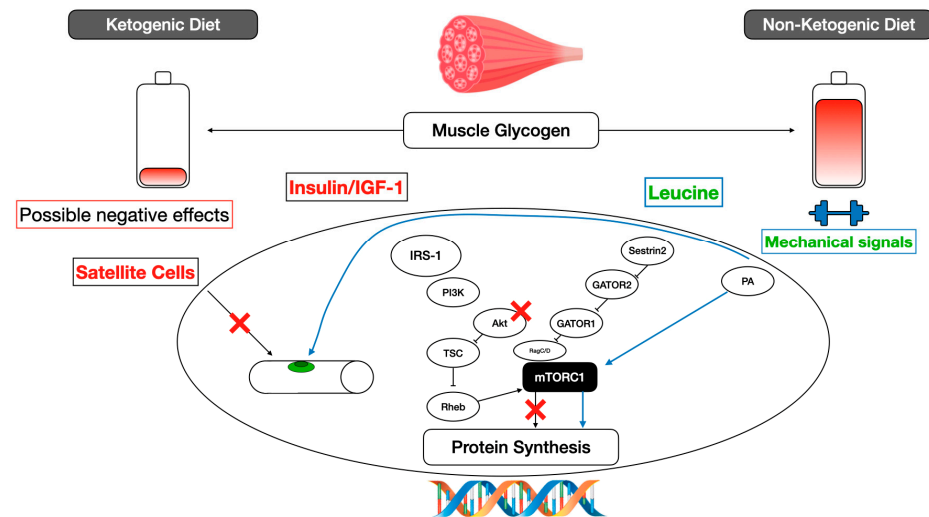 Ketogenic Diet
Non-Ketogenic Diet
Muscle Glycogen
Insulin/IGF-1
Leucine
Possible negative effects
Mechanical signals
Satellite Cells
IRS-1
Sestrin2
PI3K
GATOR2
PA
Akt
GATOR1
TSC
RagC/D
mTORC1
Rheb
Protein Synthesis